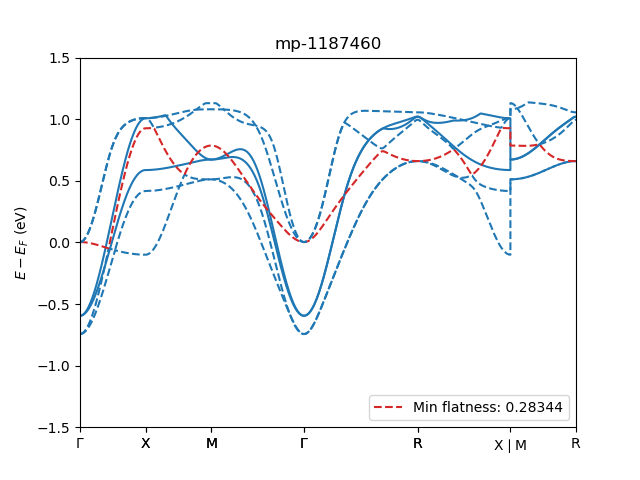 mp-1187460
E − E_F (eV)
1.5
1.0
0.5
0.0
−0.5
−1.0
−1.5
Min flatness: 0.28344
Γ X M Γ R X | M R